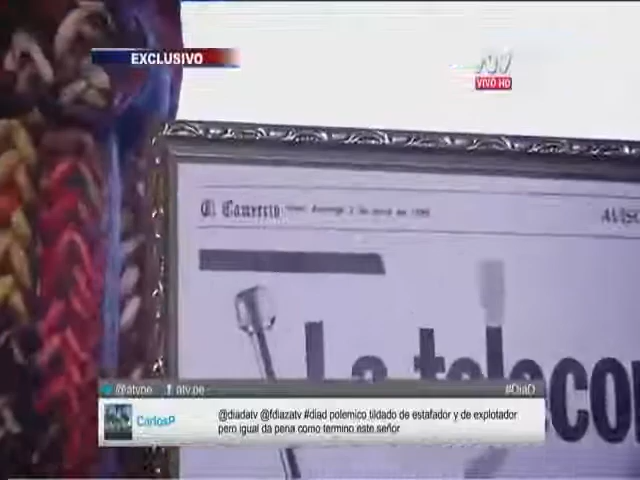 EXCLUSIVO
atv
VIVO HD
El Comercio
La teleco
@atvpe
atv.pe
#DiaD
CarlosP
@diadatv @fdiazatv #diad polemico tildado de estafador y de explotador
pero igual da pena como termino este señor